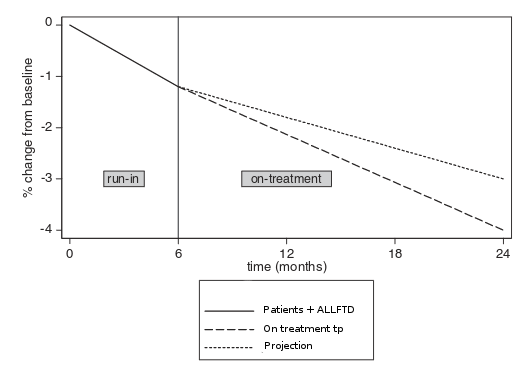 0
-1
-2
-3
-4
% change from baseline
run-in
on-treatment
0 6 12 18 24
time (months)
Patients + ALLFTD
On treatment tp
Projection